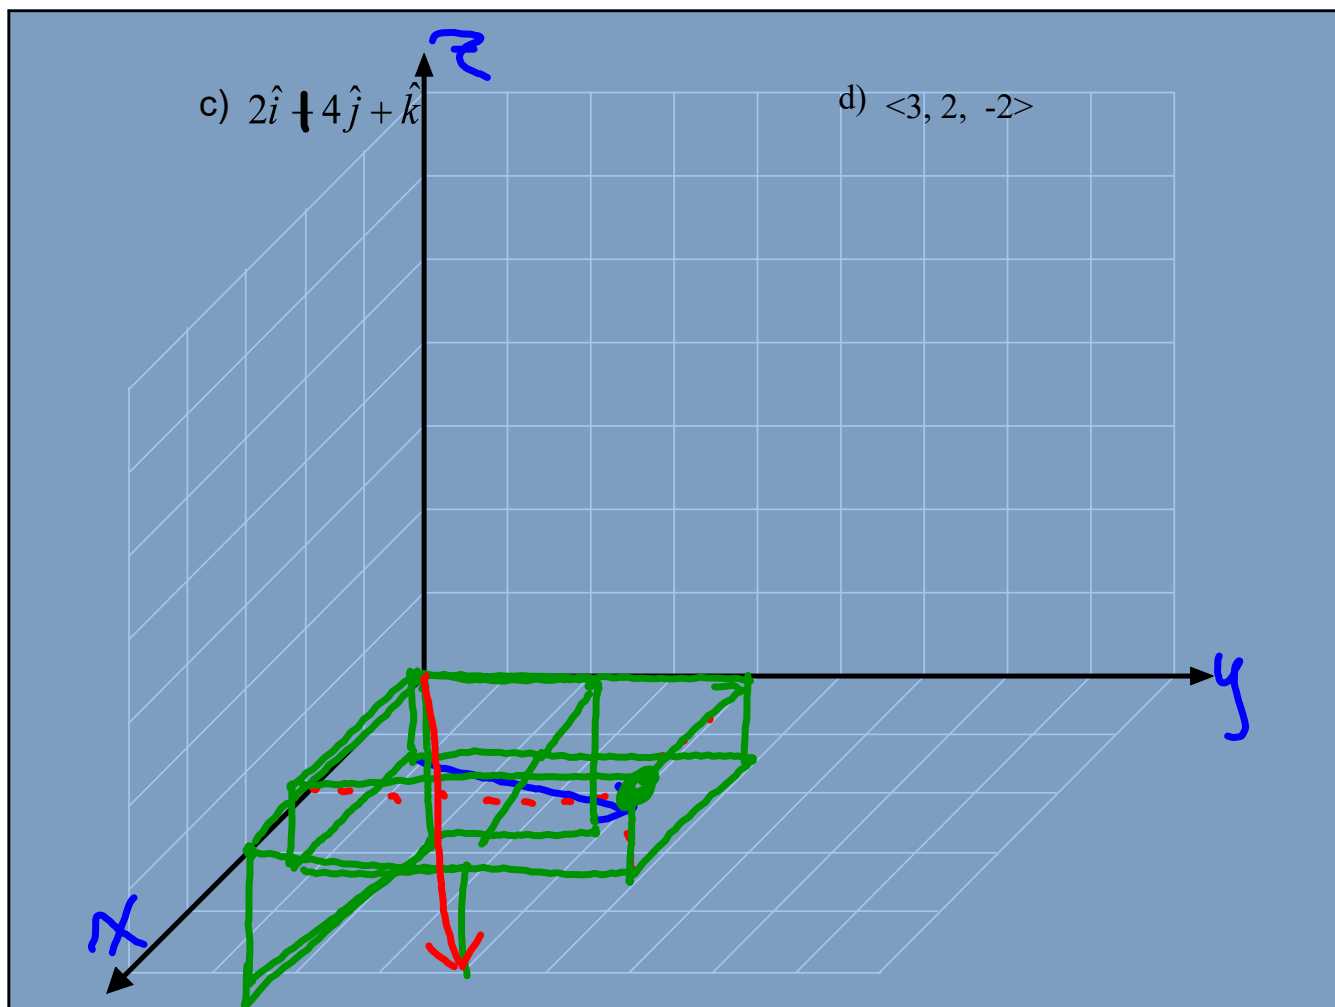 z
c) 2î + 4ĵ + k̂
d) <3, 2, -2>
y
x